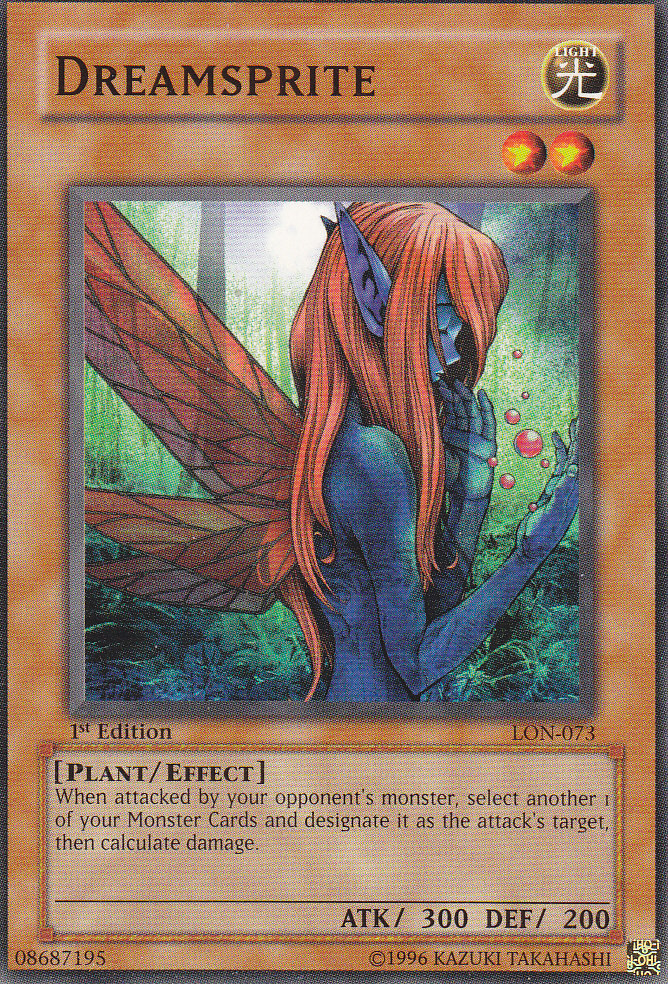 DREAMSPRITE
LIGHT
光
1st Edition
LON-073
[PLANT/EFFECT]
When attacked by your opponent's monster, select another 1
of your Monster Cards and designate it as the attack's target,
then calculate damage.
ATK/ 300 DEF/ 200
08687195
©1996 KAZUKI TAKAHASHI